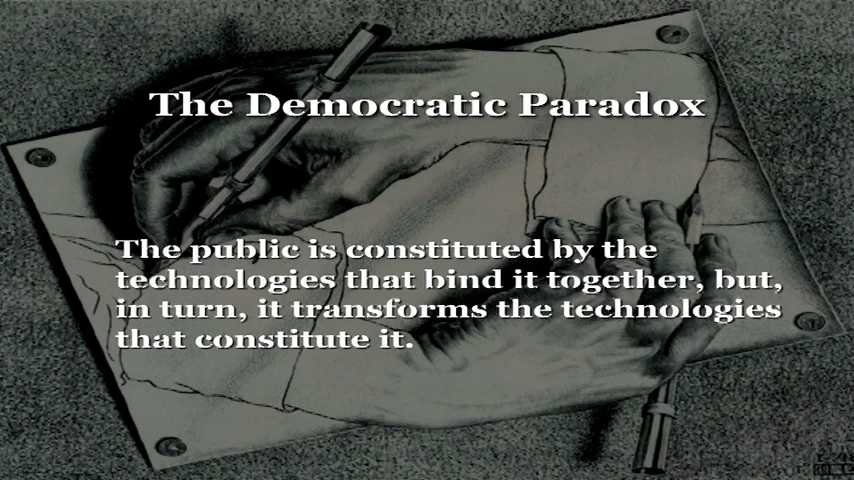 The Democratic Paradox
The public is constituted by the
technologies that bind it together, but,
in turn, it transforms the technologies
that constitute it.